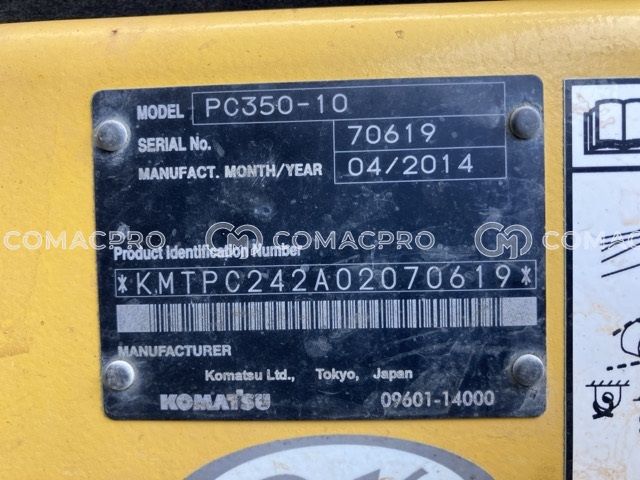 MODEL PC350-10
SERIAL No. 70619
MANUFACT. MONTH/YEAR 04/2014
COMACPRO COMACPRO COMACPRO
Product Identification Number
*KMTPC242A02070619*
MANUFACTURER
Komatsu Ltd., Tokyo, Japan
KOMATSU 09601-14000